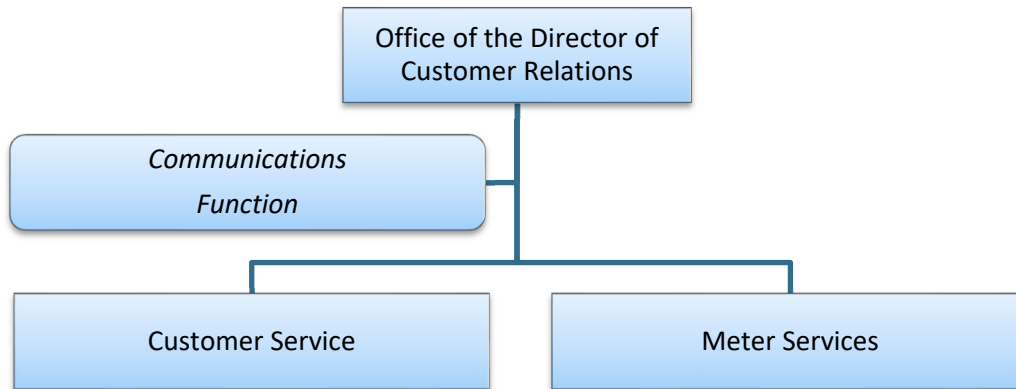 Office of the Director of
Customer Relations
Communications
Function
Customer Service
Meter Services